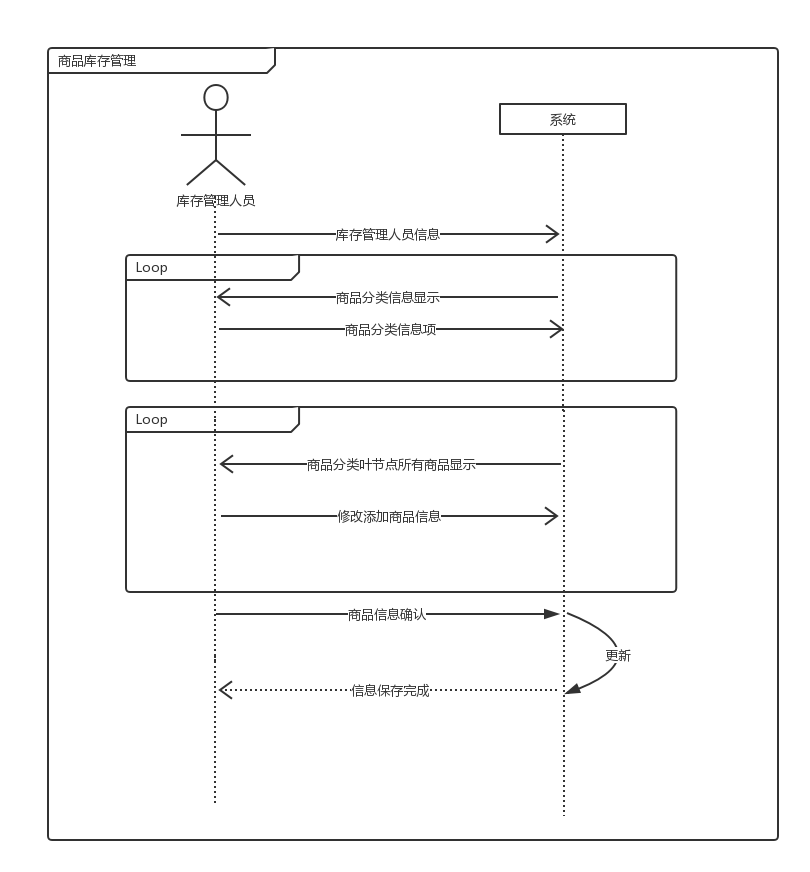 商品库存管理
系统
库存管理人员
库存管理人员信息
Loop
商品分类信息显示
商品分类信息项
Loop
商品分类叶节点所有商品显示
修改添加商品信息
商品信息确认
更新
信息保存完成